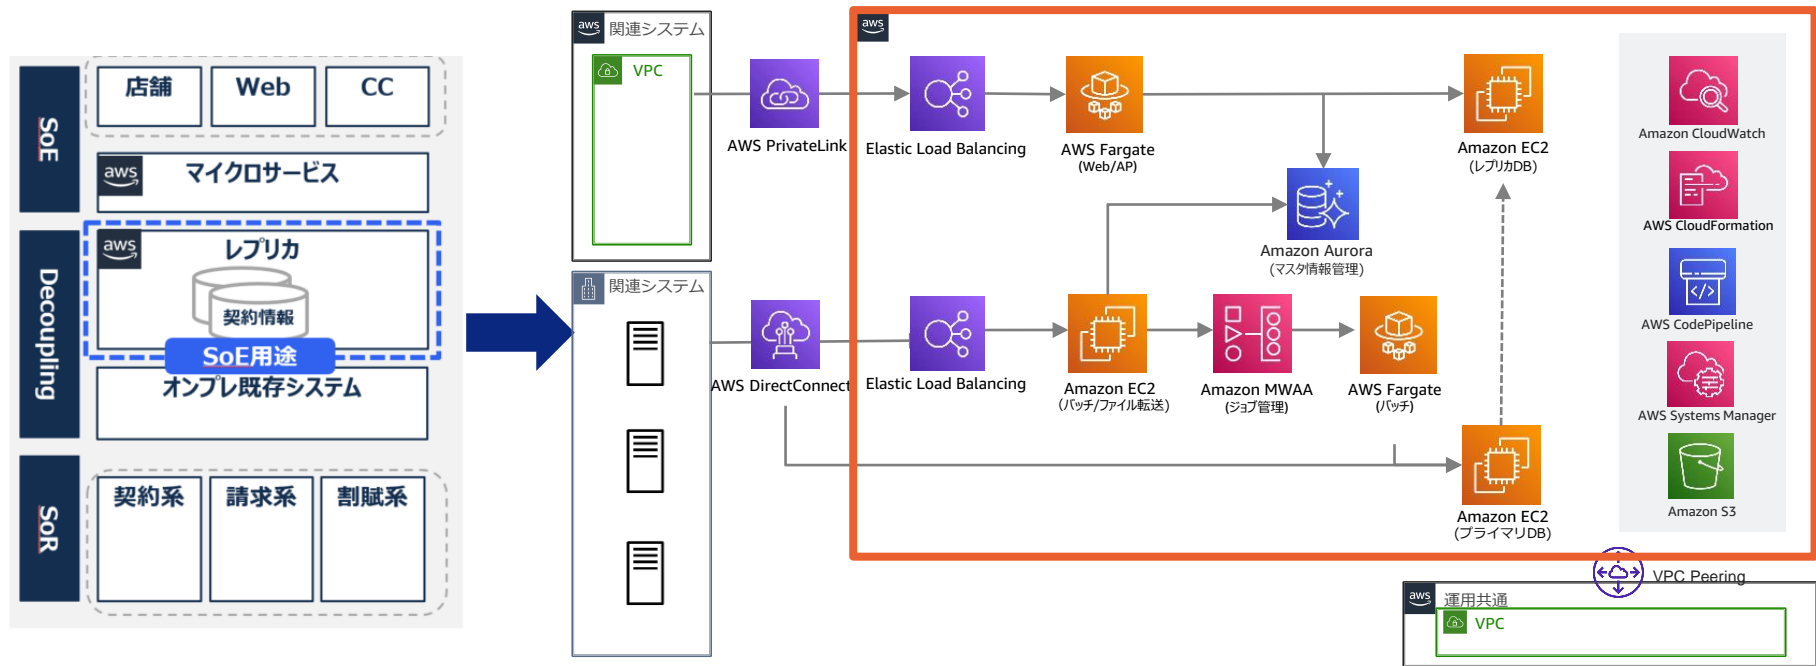 SoE
店舗
Web
CC
aws
マイクロサービス
Decoupling
aws
レプリカ
契約情報
SoE用途
オンプレ既存システム
SoR
契約系
請求系
割賦系
aws
関連システム
VPC
関連システム
AWS PrivateLink
AWS DirectConnect
aws
Elastic Load Balancing
AWS Fargate
(Web/AP)
Amazon EC2
(レプリカDB)
Amazon Aurora
(マスタ情報管理)
Elastic Load Balancing
Amazon EC2
(バッチ/ファイル転送)
Amazon MWAA
(ジョブ管理)
AWS Fargate
(バッチ)
Amazon EC2
(プライマリDB)
Amazon CloudWatch
AWS CloudFormation
AWS CodePipeline
AWS Systems Manager
Amazon S3
VPC Peering
aws
運用共通
VPC